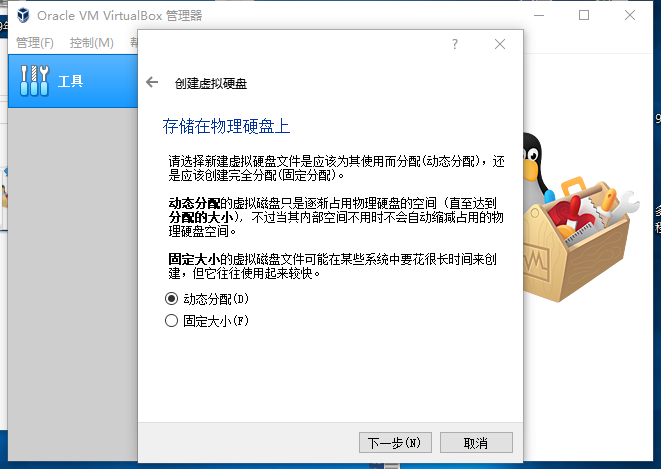 Oracle VM VirtualBox 管理器
管理(F) 控制(M) 帮
?
工具
创建虚拟硬盘
存储在物理硬盘上
请选择新建虚拟硬盘文件是应该为其使用而分配(动态分配)，还
是应该创建完全分配(固定分配)。
动态分配的虚拟磁盘只是逐渐占用物理硬盘的空间（直至达到
分配的大小)，不过当其内部空间不用时不会自动缩减占用的物
理硬盘空间。
固定大小的虚拟磁盘文件可能在某些系统中要花很长时间来创
建，但它往往使用起来较快。
动态分配(D)
固定大小(F)
下一步(N) 取消